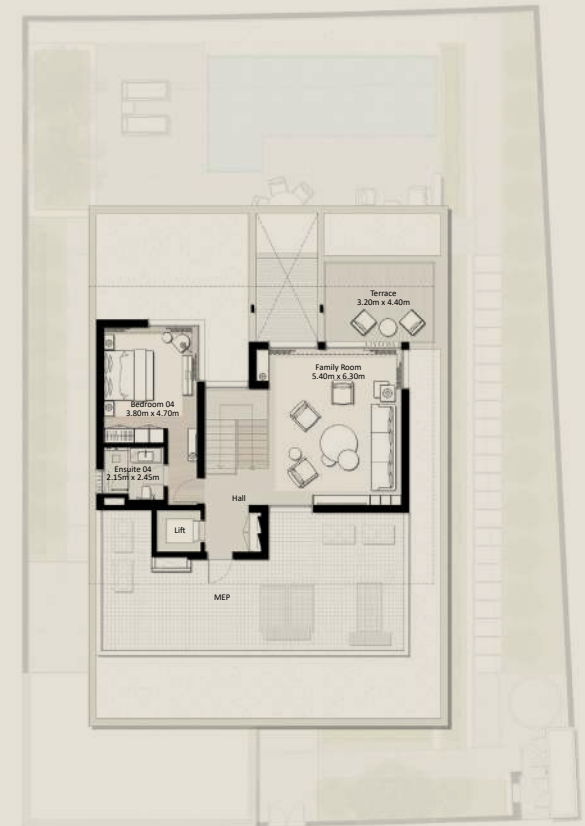 Terrace
3.20m x 4.40m
Family Room
5.40m x 6.30m
Bedroom 04
3.80m x 4.70m
Ensuite 04
2.15m x 2.45m
Hall
Lift
MEP